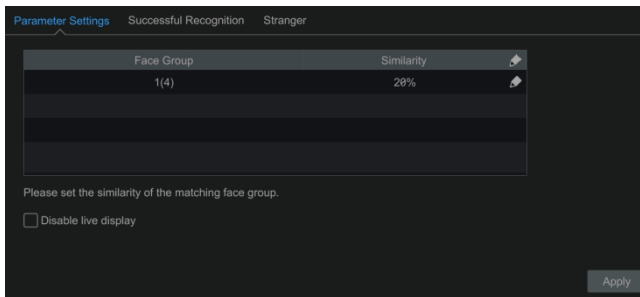 Parameter Settings Successful Recognition Stranger
Face Group Similarity
1(4) 20%
Please set the similarity of the matching face group.
Disable live display
Apply